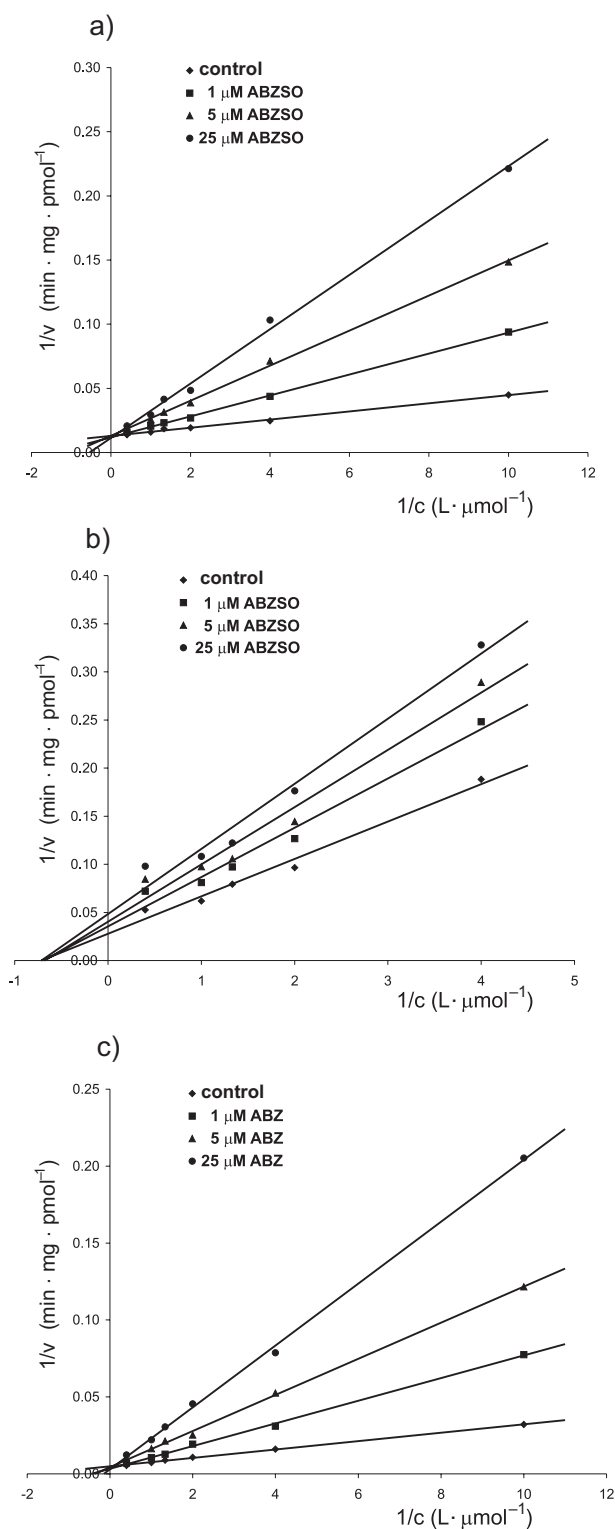 a)
0.30
control
1 μM ABZSO
5 μM ABZSO
25 μM ABZSO
0.25
0.20
0.15
0.10
0.05
0.00
1/v (min · mg · pmol⁻¹)
-2 0 2 4 6 8 10 12
1/c (L· μmol⁻¹)
b)
0.40
control
1 μM ABZSO
5 μM ABZSO
25 μM ABZSO
0.35
0.30
0.25
0.20
0.15
0.10
0.05
0.00
1/v (min · mg · pmol⁻¹)
-1 0 1 2 3 4 5
1/c (L· μmol⁻¹)
c)
0.25
control
1 μM ABZ
5 μM ABZ
25 μM ABZ
0.20
0.15
0.10
0.05
0.00
1/v (min · mg · pmol⁻¹)
-2 0 2 4 6 8 10 12
1/c (L· μmol⁻¹)